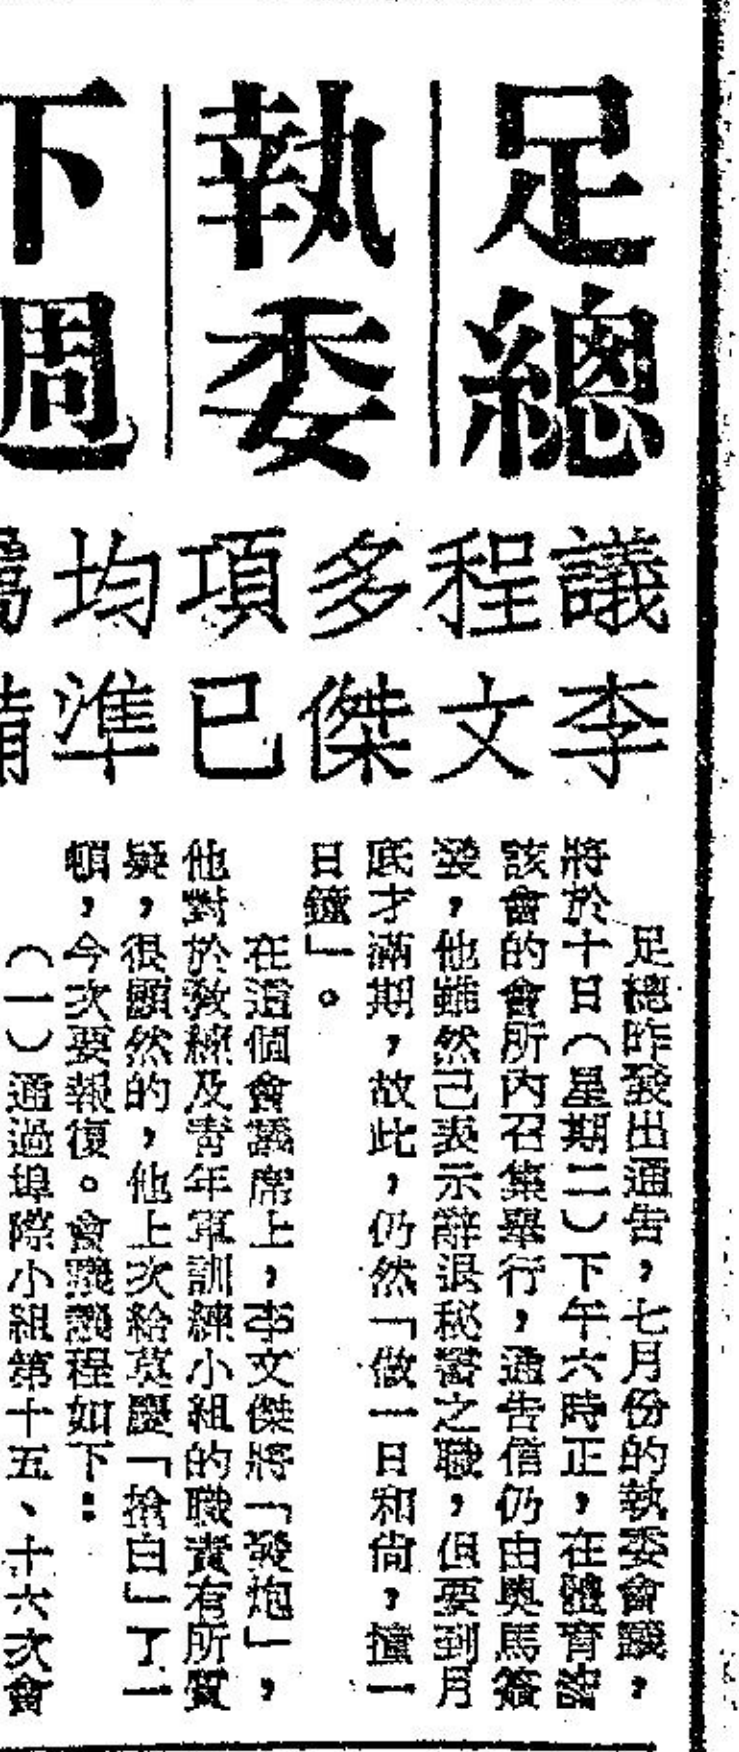 足總
執委
下週
議程多項均
李文傑已準備
足總昨發出通告，七月份的執委會議，
將於十日（星期二）下午六時正，在體育
該會的會所內召集舉行，通告信仍由奧馬簽
發，他雖然已表示辭退秘書之職，但要到月
底才滿期，故此，仍然「做一日和尚，撞一
日鐘」。
在這個會議席上，李文傑將「發炮」，
他對於敎練及青年軍訓練小組的職責有所質
疑，很顯然的，他上次給莫慶「搶白」了一
頓，今次要報復。會議議程如下：
（一）通過埠際小組第十五、十六次會